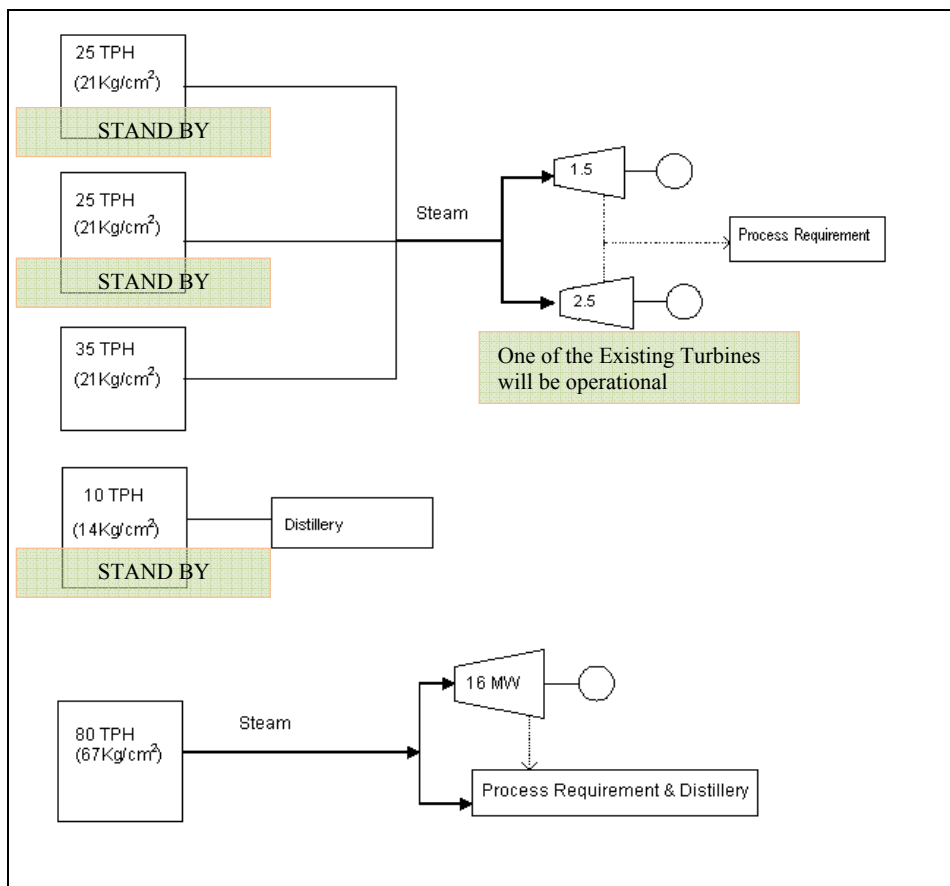 25 TPH
(21Kg/cm²)
STAND BY
25 TPH
(21Kg/cm²)
STAND BY
35 TPH
(21Kg/cm²)
Steam
1.5
2.5
Process Requirement
One of the Existing Turbines
will be operational
10 TPH
(14Kg/cm²)
STAND BY
Distillery
80 TPH
(67Kg/cm²)
Steam
16 MW
Process Requirement & Distillery